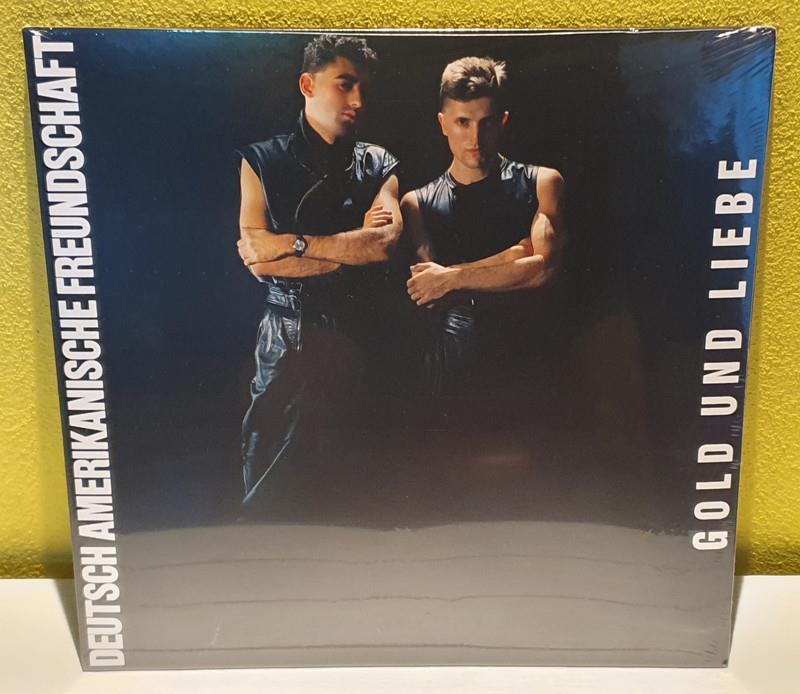 DEUTSCH AMERIKANISCHE FREUNDSCHAFT
GOLD UND LIEBE